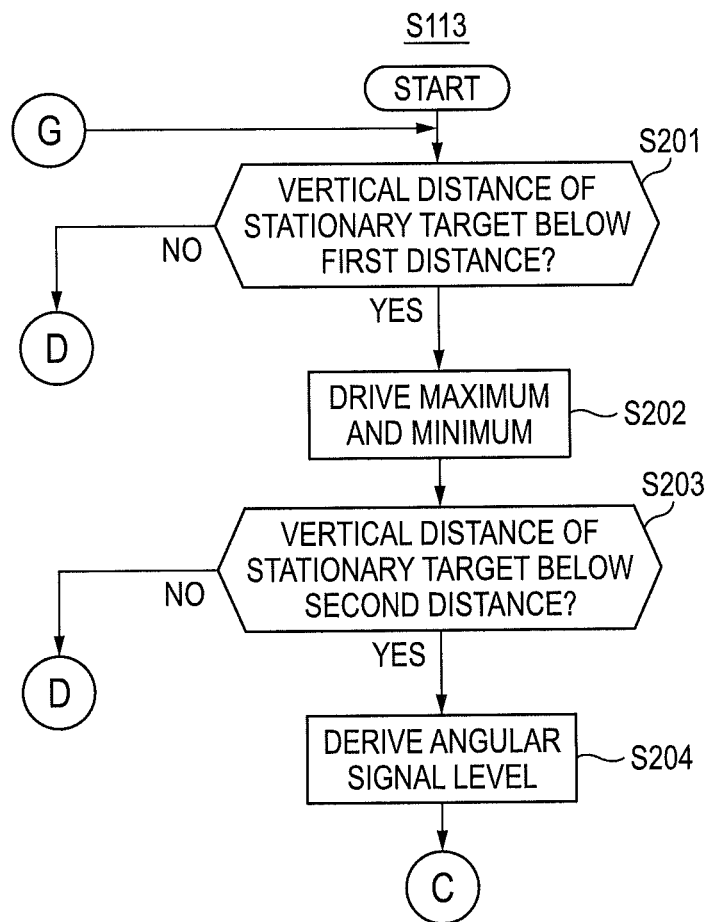 S113
START
G
S201
VERTICAL DISTANCE OF
STATIONARY TARGET BELOW
FIRST DISTANCE?
NO
YES
D
DRIVE MAXIMUM
AND MINIMUM
S202
S203
VERTICAL DISTANCE OF
STATIONARY TARGET BELOW
SECOND DISTANCE?
NO
YES
D
DERIVE ANGULAR
SIGNAL LEVEL
S204
C